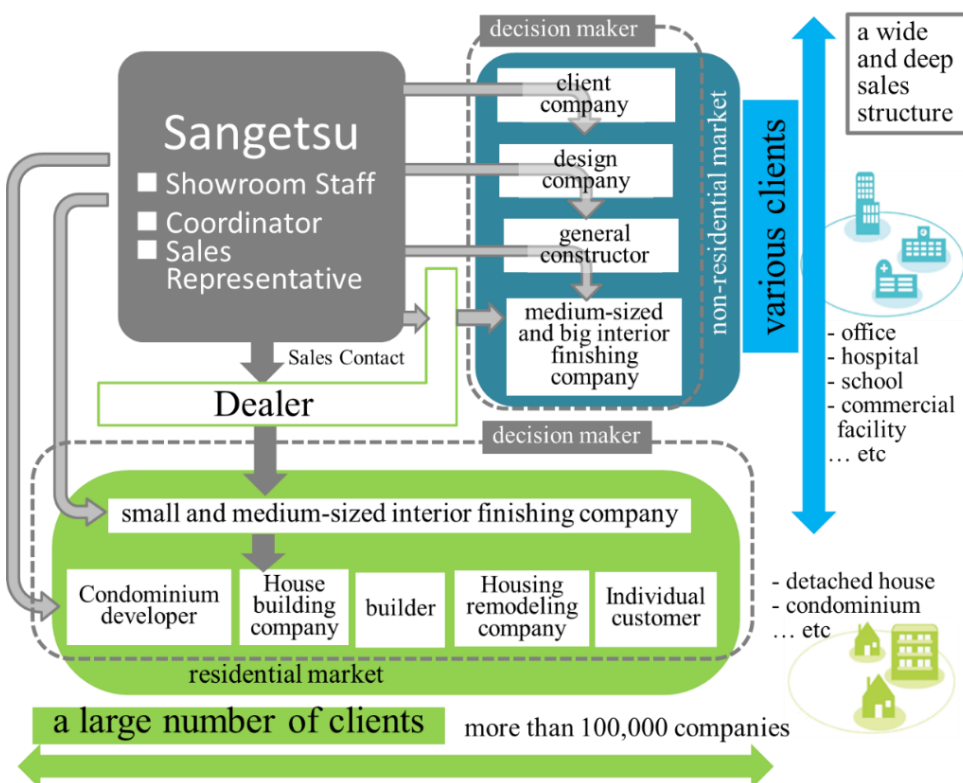 decision maker
a wide
and deep
sales
structure
Sangetsu
Showroom Staff
Coordinator
Sales
Representative
client
company
design
company
general
constructor
medium-sized
and big interior
finishing
company
non-residential market
various clients
- office
- hospital
- school
- commercial
facility
... etc
Sales Contact
Dealer
decision maker
small and medium-sized interior finishing company
Condominium
developer
House
building
company
builder
Housing
remodeling
company
Individual
customer
residential market
- detached house
- condominium
... etc
a large number of clients
more than 100,000 companies